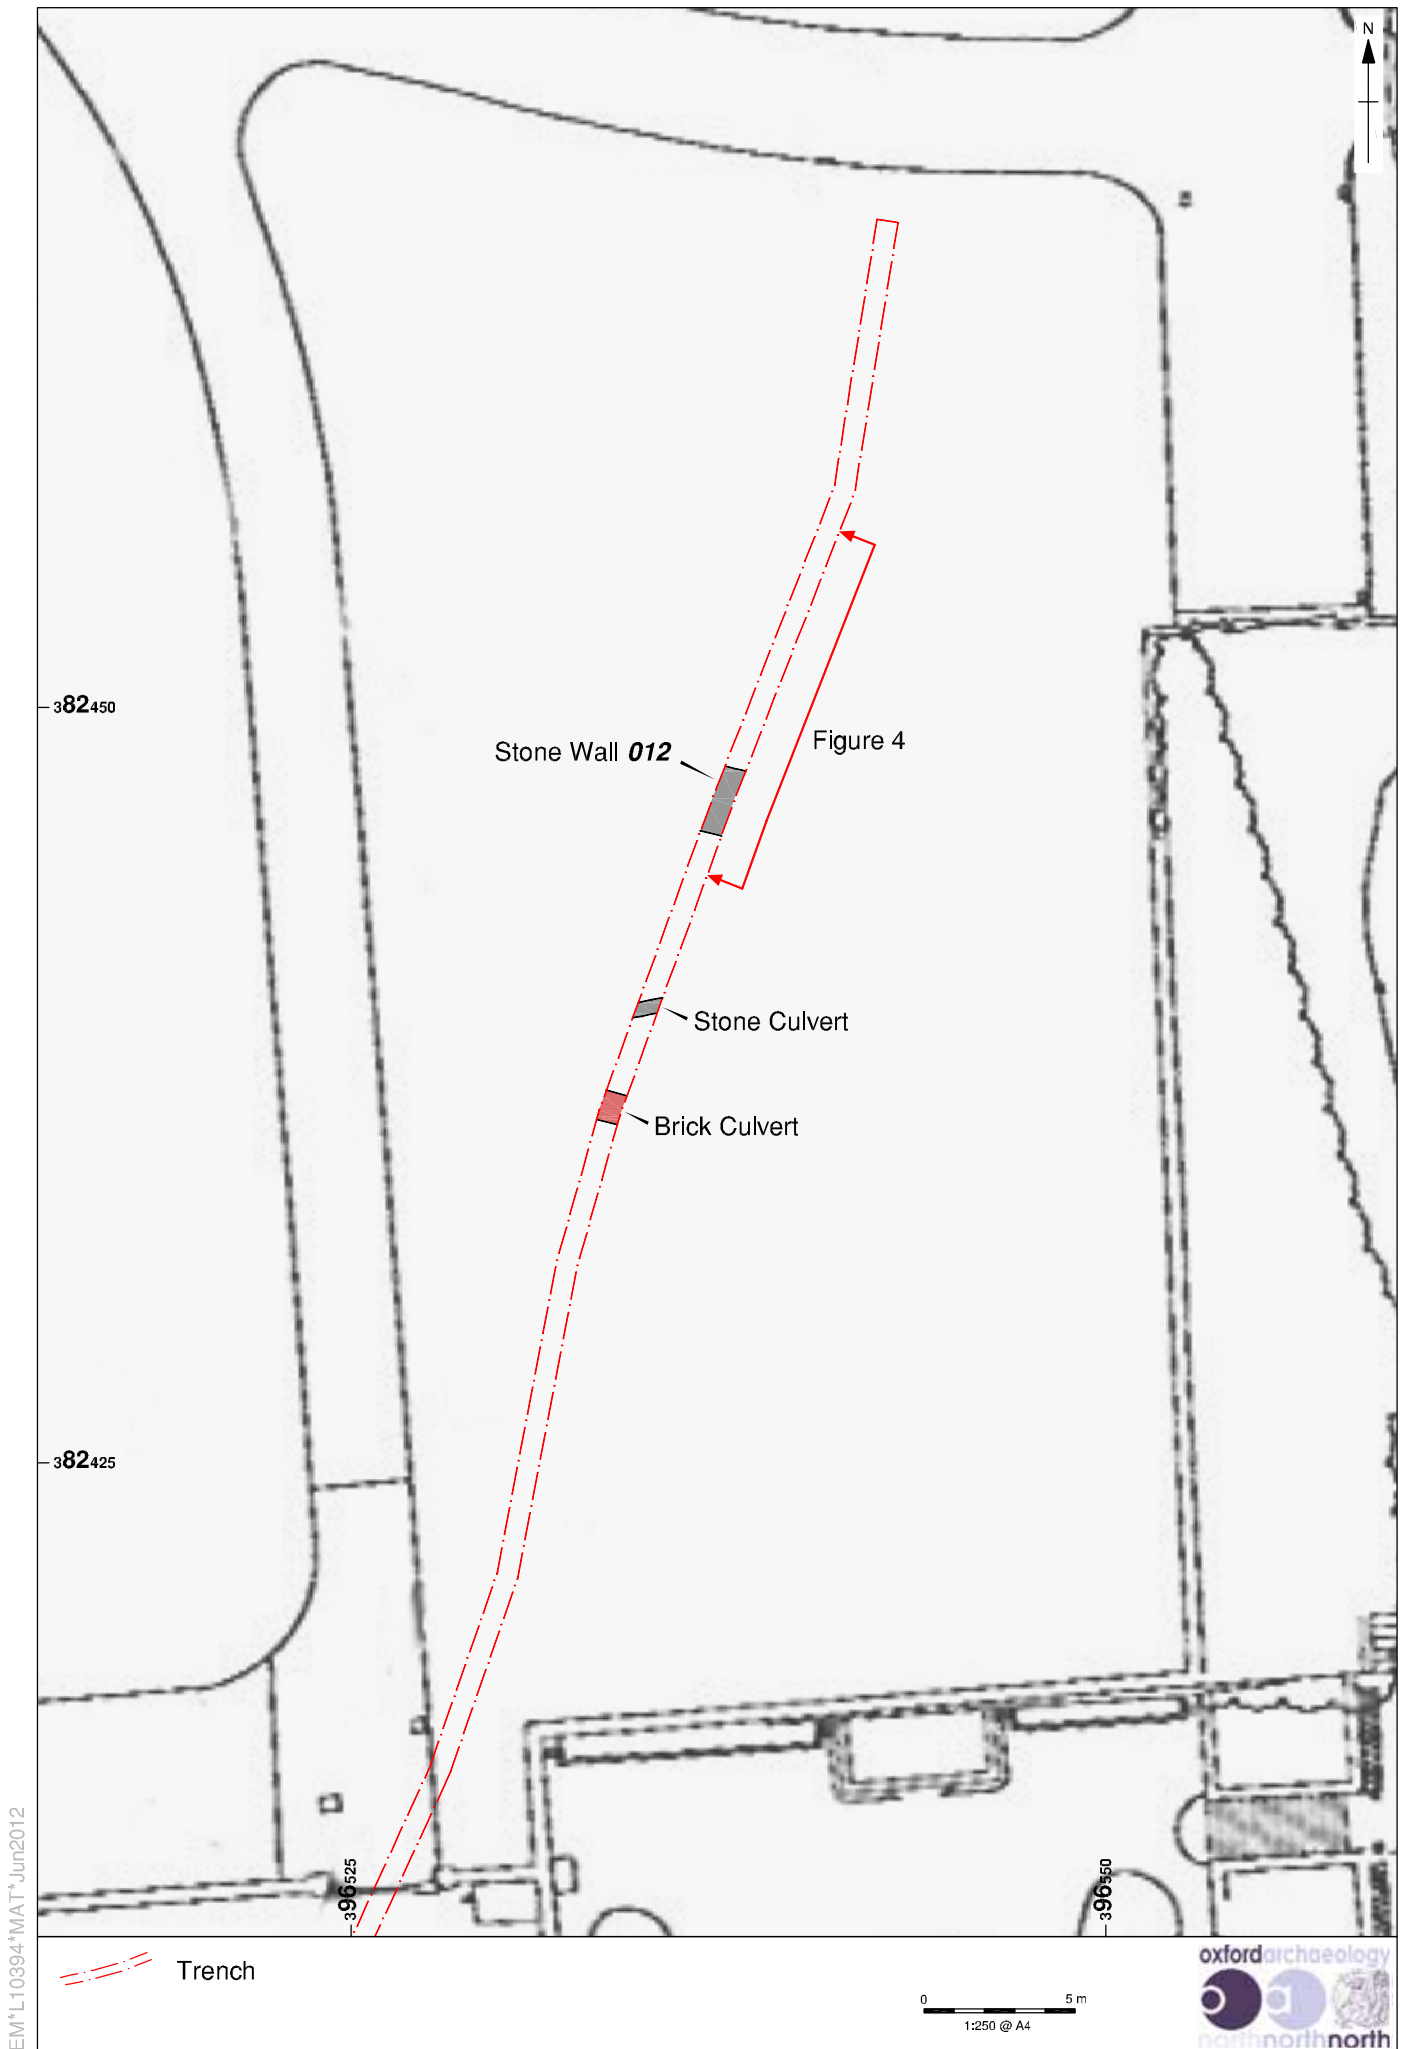 N
382450
Stone Wall 012
Figure 4
Stone Culvert
Brick Culvert
382425
396525
396550
EM*L10394*MAT*Jun2012
Trench
0 5 m
1:250 @ A4
oxfordarchaeology
northnorthnorth